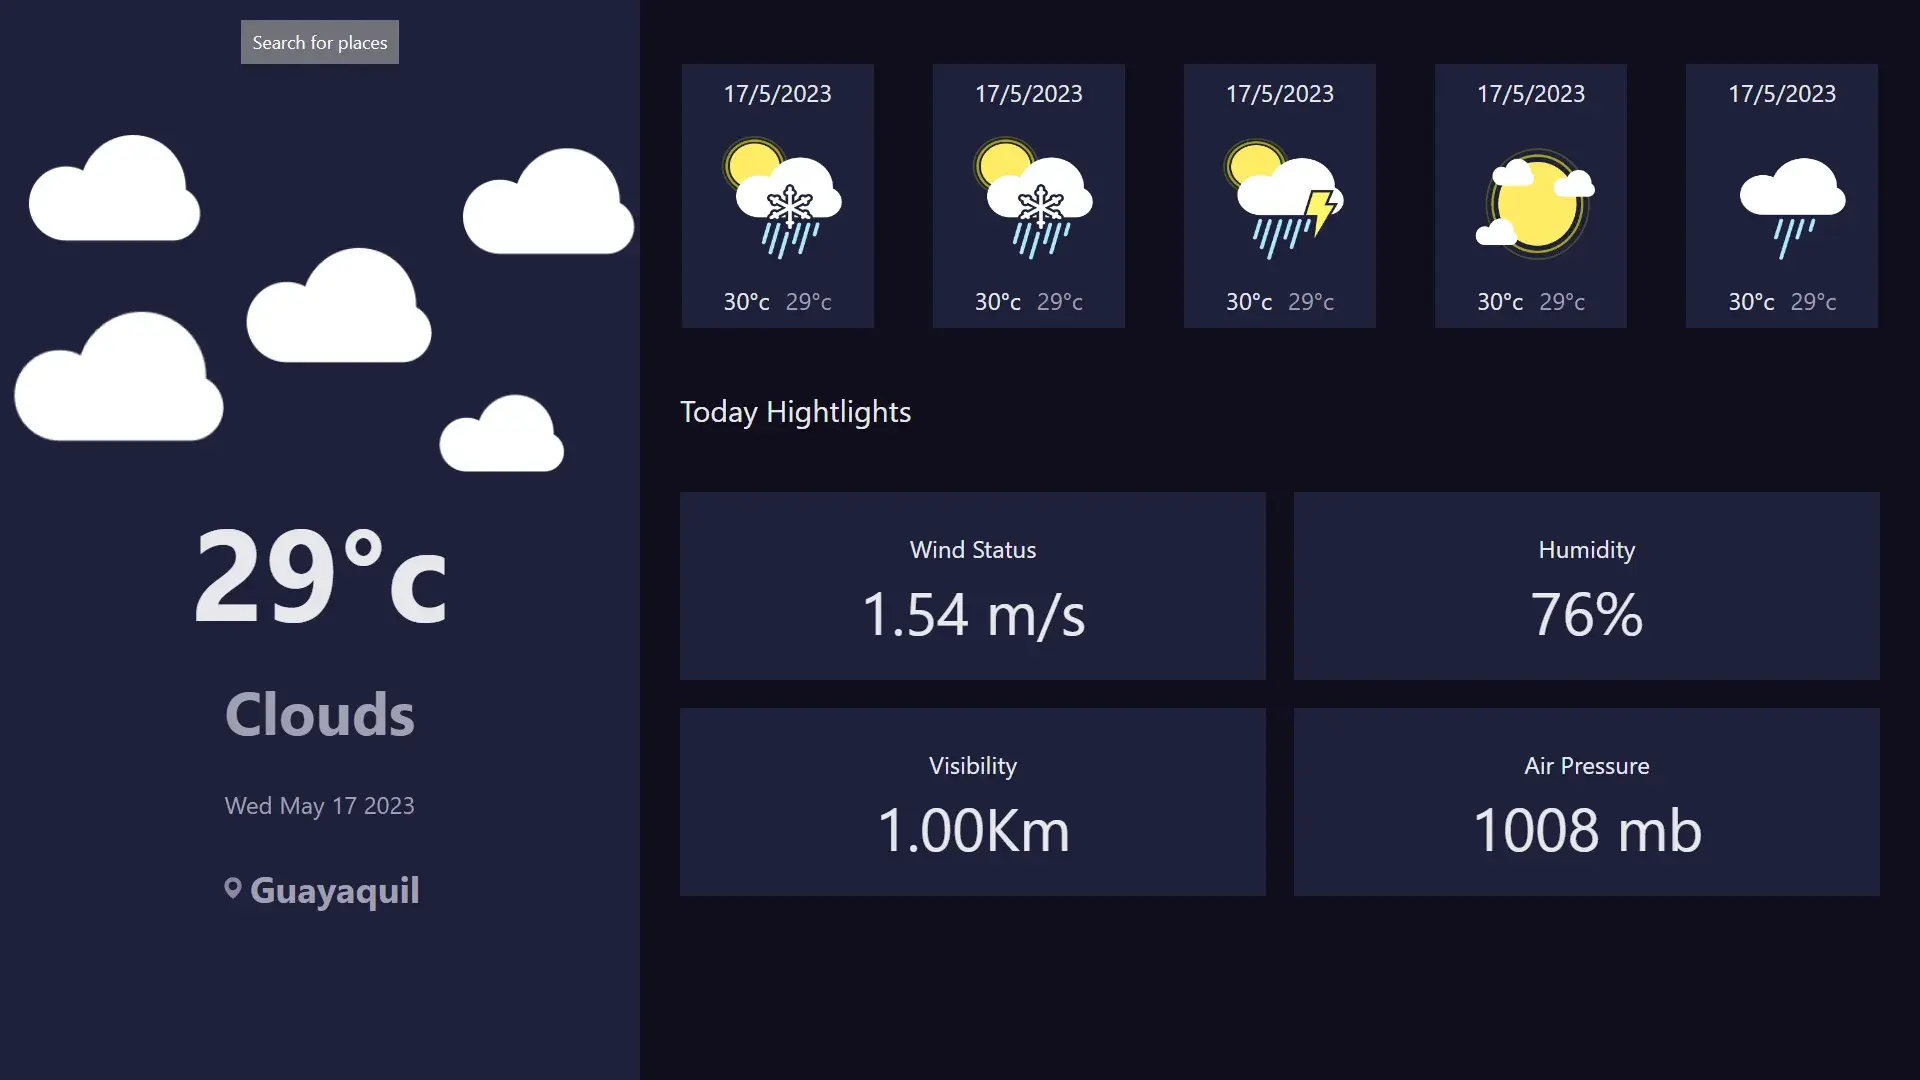 Search for places
29°c
Clouds
Wed May 17 2023
Guayaquil
17/5/2023
30°c 29°c
17/5/2023
30°c 29°c
17/5/2023
30°c 29°c
17/5/2023
30°c 29°c
17/5/2023
30°c 29°c
Today Hightlights
Wind Status
1.54 m/s
Humidity
76%
Visibility
1.00Km
Air Pressure
1008 mb